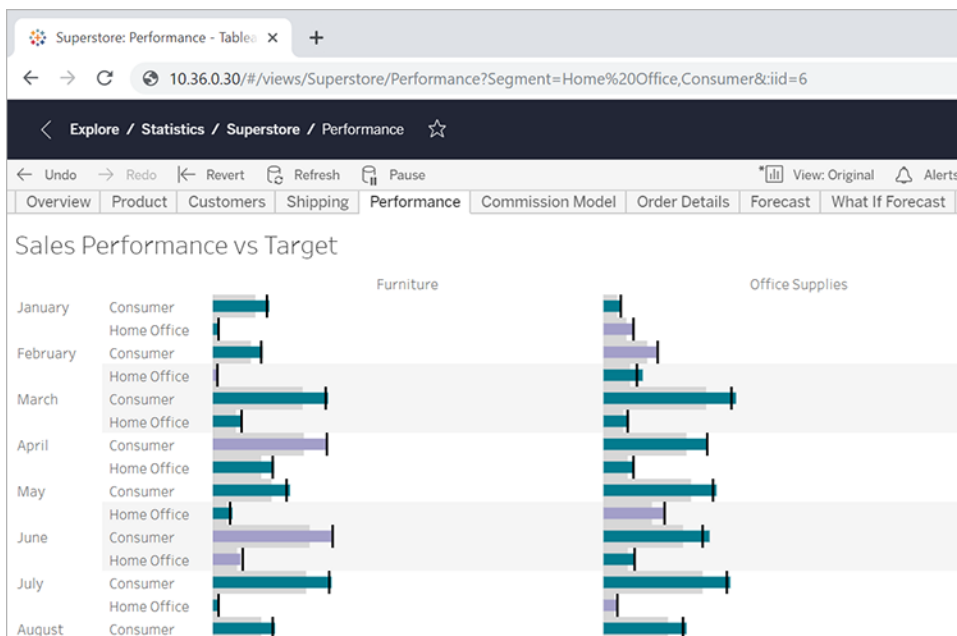 Superstore: Performance - Tablea
10.36.0.30/#/views/Superstore/Performance?Segment=Home%20Office,Consumer&:iid=6
Explore / Statistics / Superstore / Performance
Undo Redo Revert Refresh Pause View: Original Alerts
Overview Product Customers Shipping Performance Commission Model Order Details Forecast What If Forecast
Sales Performance vs Target
Furniture Office Supplies
January Consumer
Home Office
February Consumer
Home Office
March Consumer
Home Office
April Consumer
Home Office
May Consumer
Home Office
June Consumer
Home Office
July Consumer
Home Office
August Consumer